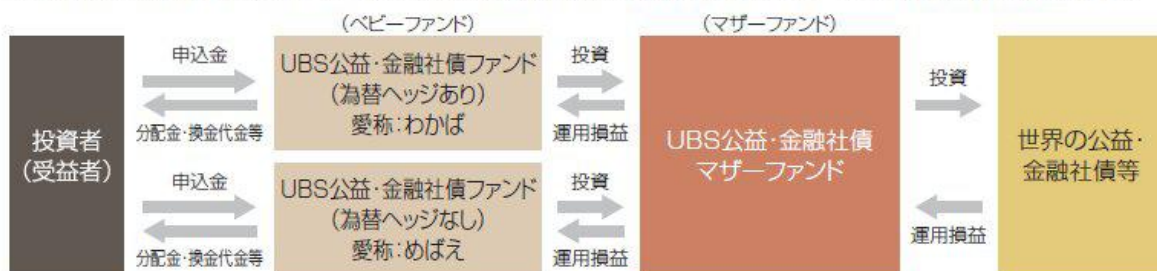 (ベビーファンド)
(マザーファンド)
投資者
(受益者)
申込金
分配金・換金代金等
UBS公益・金融社債ファンド
(為替ヘッジあり)
愛称:わかば
投資
運用損益
申込金
分配金・換金代金等
UBS公益・金融社債ファンド
(為替ヘッジなし)
愛称:めばえ
投資
運用損益
UBS公益・金融社債
マザーファンド
投資
運用損益
世界の公益・
金融社債等